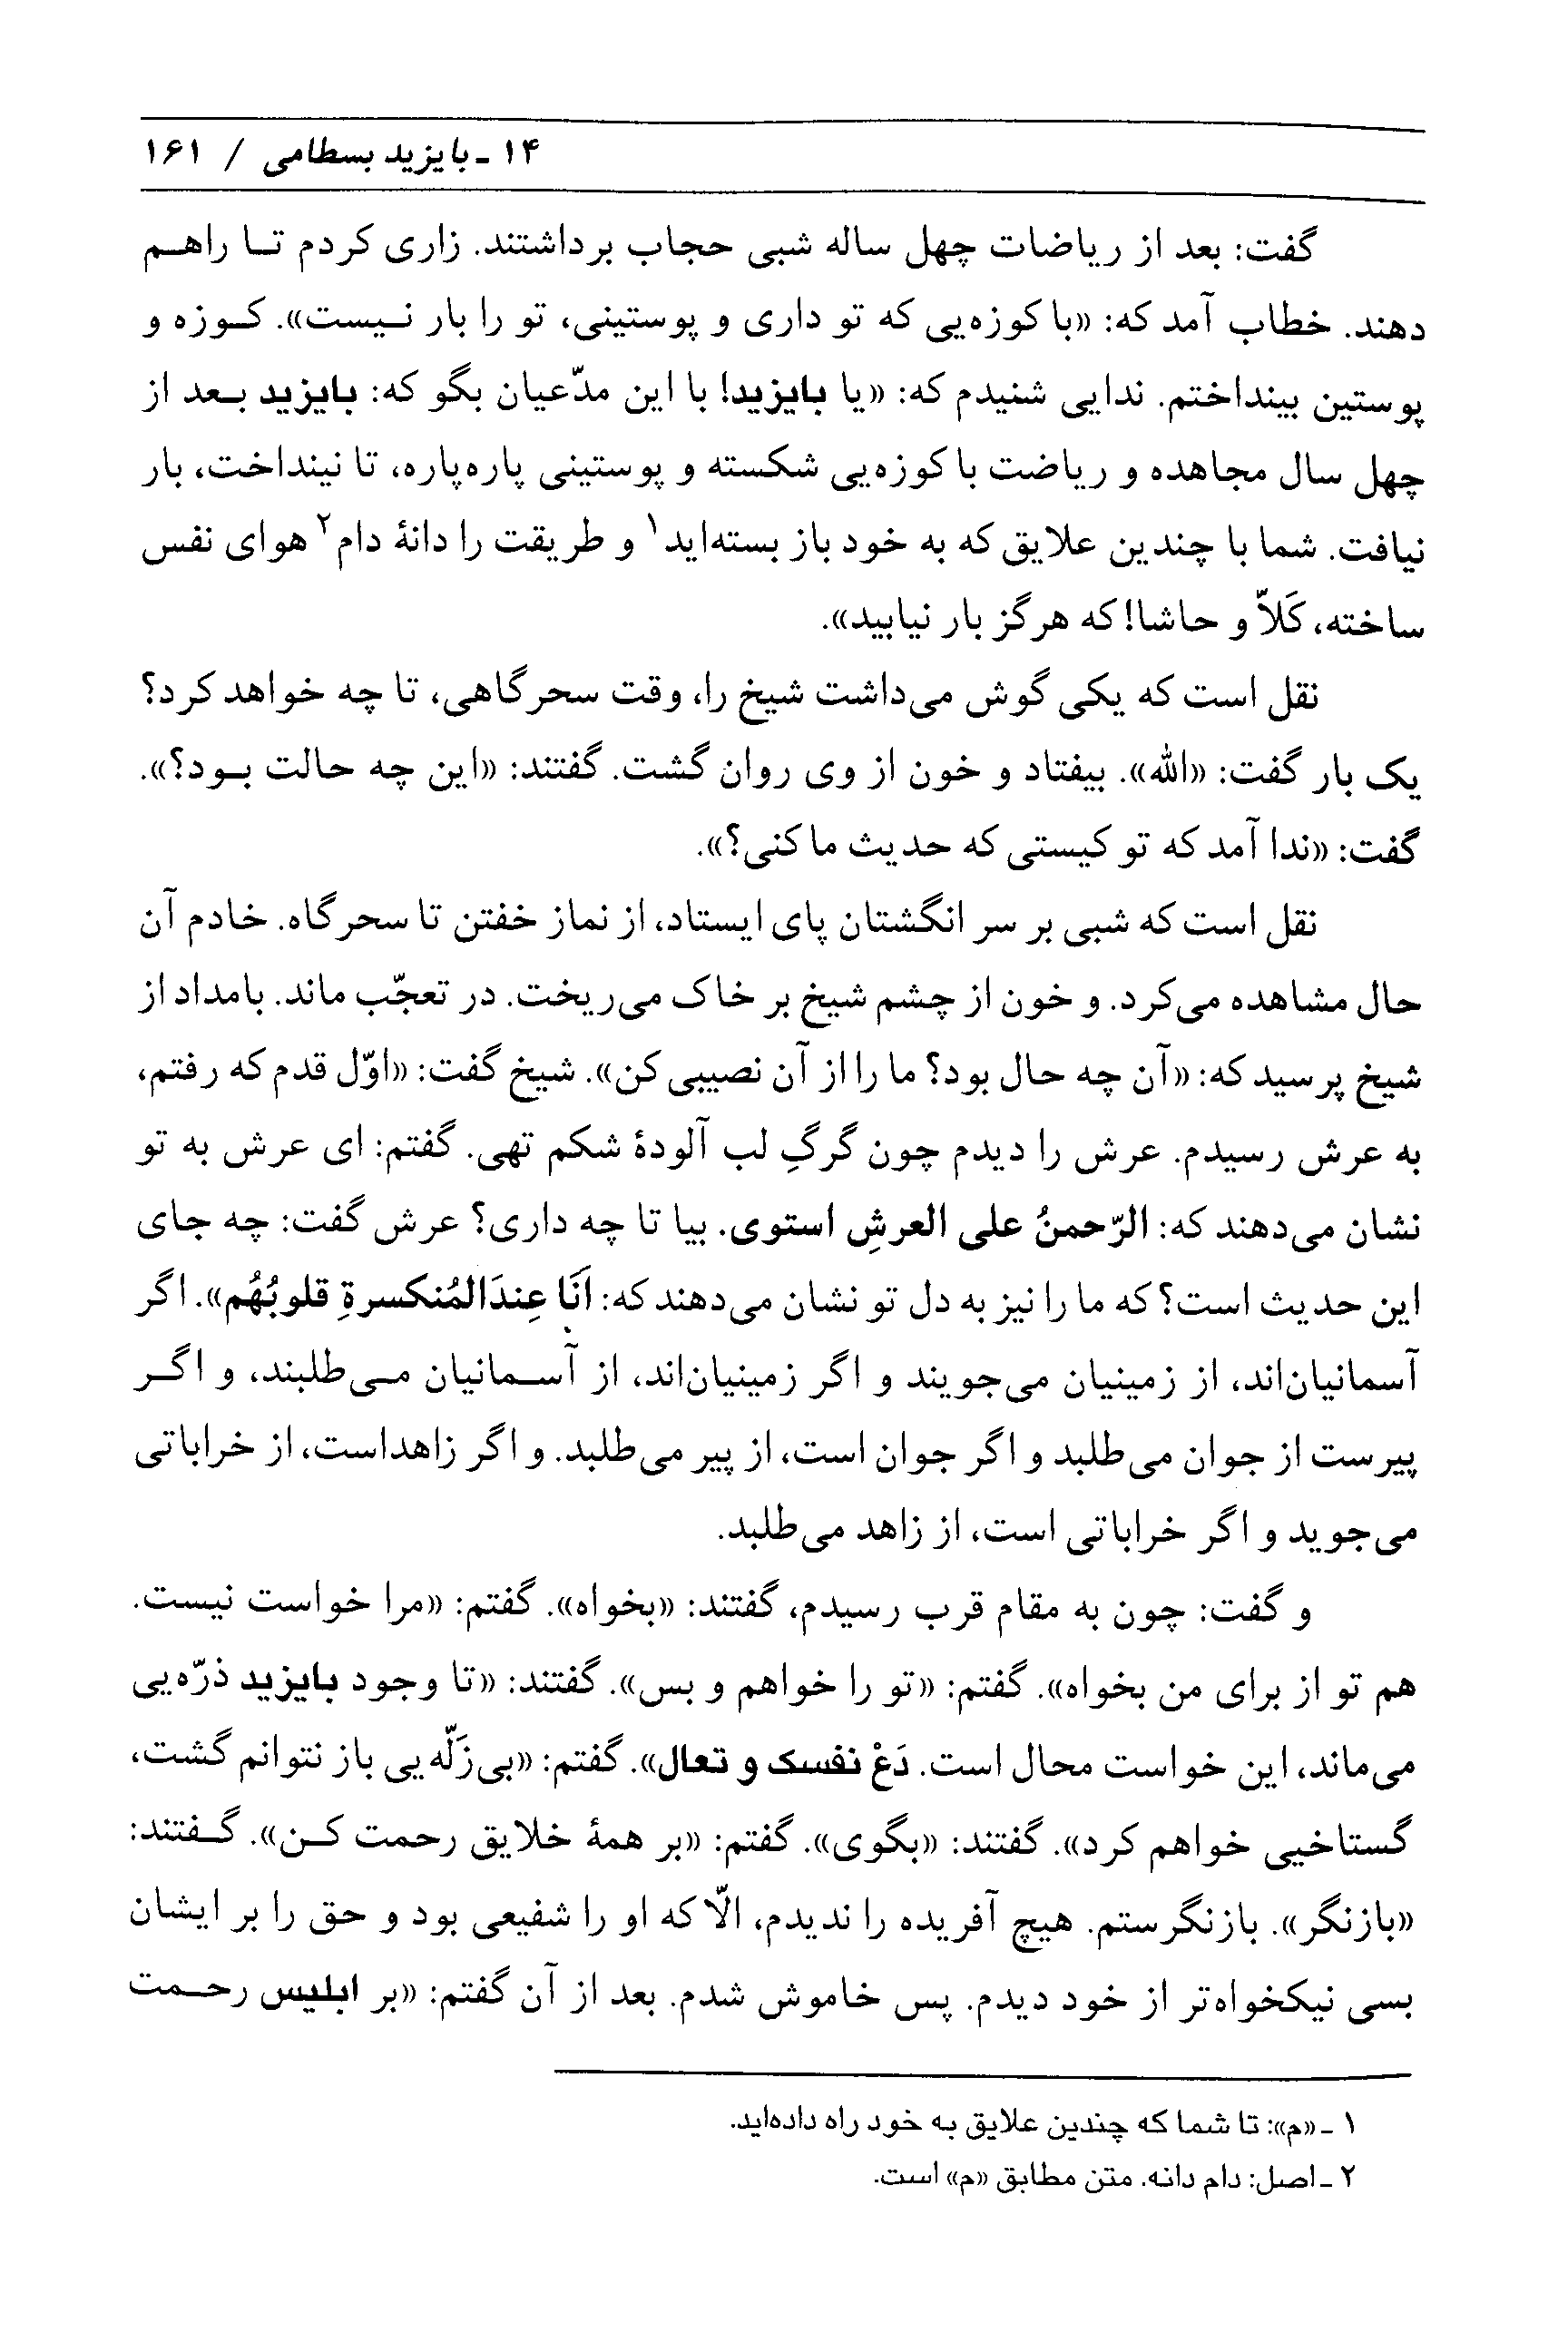 ۱۴ ـ بایزید بسطامی / ۱۶۱
گفت: بعد از ریاضات چهل ساله شبی حجاب برداشتند. زاری کردم تا راهم
دهند. خطاب آمد که: «با کوزه‌یی که تو داری و پوستینی، تو را بار نیست». کوزه و
پوستین بینداختم. ندایی شنیدم که: «یا بایزید! با این مدّعیان بگو که: بایزید بعد از
چهل سال مجاهده و ریاضت با کوزه‌یی شکسته و پوستینی پاره‌پاره، تا نینداخت، بار
نیافت. شما با چندین علایق که به خود باز بسته‌اید۱ و طریقت را دانهٔ دام۲ هوای نفس
ساخته، کَلاّ و حاشا! که هرگز بار نیابید».
نقل است که یکی گوش می‌داشت شیخ را، وقت سحرگاهی، تا چه خواهد کرد؟
یک بار گفت: «الله». بیفتاد و خون از وی روان گشت. گفتند: «این چه حالت بود؟».
گفت: «ندا آمد که تو کیستی که حدیث ما کنی؟».
نقل است که شبی بر سر انگشتان پای ایستاد، از نماز خفتن تا سحرگاه. خادم آن
حال مشاهده می‌کرد. و خون از چشم شیخ بر خاک می‌ریخت. در تعجّب ماند. بامداد از
شیخ پرسید که: «آن چه حال بود؟ ما را از آن نصیبی کن». شیخ گفت: «اوّل قدم که رفتم،
به عرش رسیدم. عرش را دیدم چون گرگِ لب آلودهٔ شکم تهی. گفتم: ای عرش به تو
نشان می‌دهند که: الرّحمنُ علی العرشِ استوی. بیا تا چه داری؟ عرش گفت: چه جای
این حدیث است؟ که ما را نیز به دل تو نشان می‌دهند که: اَنَا عِندَالمُنکسرةِ قلوبُهُم». اگر
آسمانیان‌اند، از زمینیان می‌جویند و اگر زمینیان‌اند، از آسمانیان می‌طلبند، و اگر
پیرست از جوان می‌طلبد و اگر جوان است، از پیر می‌طلبد. و اگر زاهداست، از خراباتی
می‌جوید و اگر خراباتی است، از زاهد می‌طلبد.
و گفت: چون به مقام قرب رسیدم، گفتند: «بخواه». گفتم: «مرا خواست نیست.
هم تو از برای من بخواه». گفتم: «تو را خواهم و بس». گفتند: «تا وجود بایزید ذرّه‌یی
می‌ماند، این خواست محال است. دَعْ نفسک و تعال». گفتم: «بی‌زَلّه‌یی باز نتوانم گشت،
گستاخیی خواهم کرد». گفتند: «بگوی». گفتم: «بر همهٔ خلایق رحمت کن». گفتند:
«بازنگر». بازنگرستم. هیچ آفریده را ندیدم، الّا که او را شفیعی بود و حق را بر ایشان
بسی نیکخواه‌تر از خود دیدم. پس خاموش شدم. بعد از آن گفتم: «بر ابلیس رحمت
۱ ـ «م»: تا شما که چندین علایق به خود راه داده‌اید.
۲ ـ اصل: دام دانه. متن مطابق «م» است.